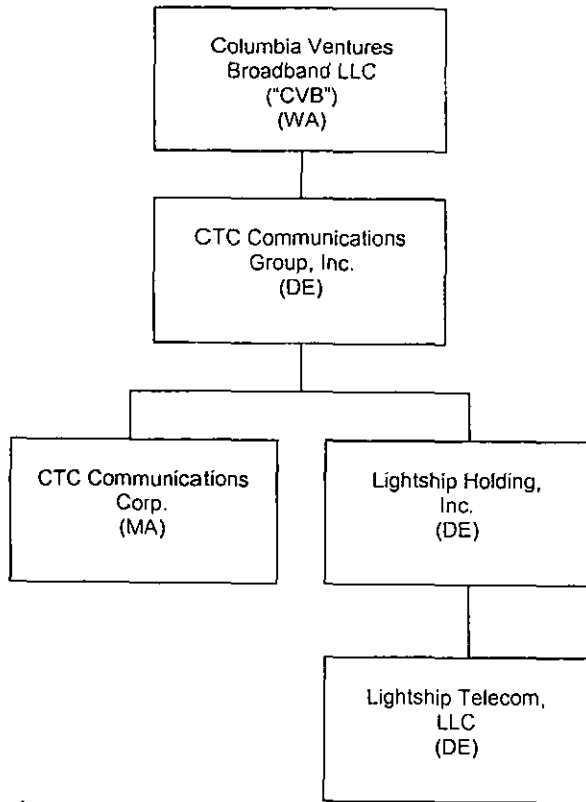 Columbia Ventures
Broadband LLC
("CVB")
(WA)
CTC Communications
Group, Inc.
(DE)
CTC Communications
Corp.
(MA)
Lightship Holding,
Inc.
(DE)
Lightship Telecom,
LLC
(DE)